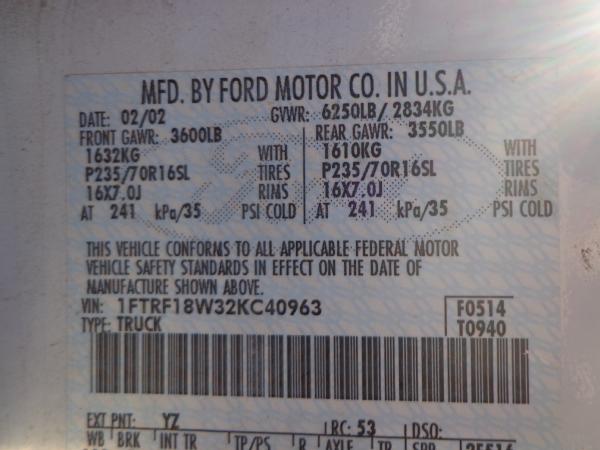 MFD. BY FORD MOTOR CO. IN U.S.A.
DATE: 02/02 GVWR: 6250LB/ 2834KG
FRONT GAWR: 3600LB REAR GAWR: 3550LB
1632KG WITH 1610KG WITH
P235/70R16SL TIRES P235/70R16SL TIRES
16X7.0J RIMS 16X7.0J RIMS
AT 241 kPa/35 PSI COLD AT 241 kPa/35 PSI COLD
THIS VEHICLE CONFORMS TO ALL APPLICABLE FEDERAL MOTOR
VEHICLE SAFETY STANDARDS IN EFFECT ON THE DATE OF
MANUFACTURE SHOWN ABOVE.
VIN: 1FTRF18W32KC40963 F0514
TYPE: TRUCK T0940
EXT PNT: YZ RC: 53 DSO:
WB BRK INT TR TP/PS R AXLE TR SPR